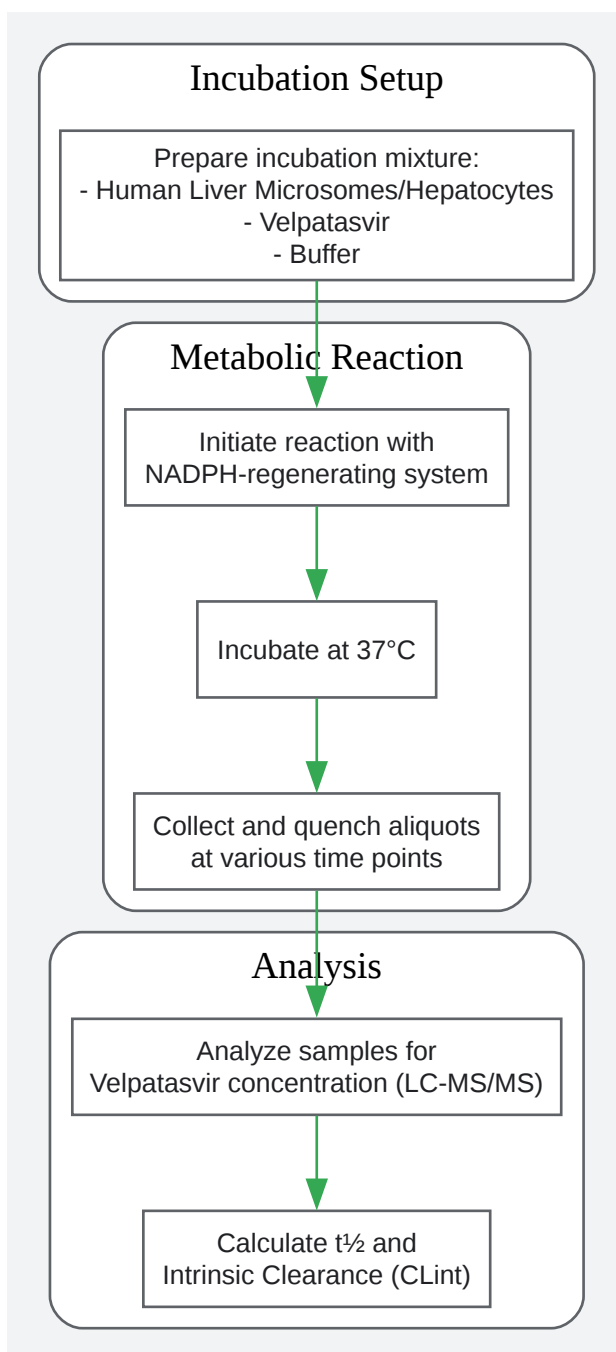 Incubation Setup
Prepare incubation mixture:
- Human Liver Microsomes/Hepatocytes
- Velpatasvir
- Buffer
Metabolic Reaction
Initiate reaction with
NADPH-regenerating system
Incubate at 37°C
Collect and quench aliquots
at various time points
Analysis
Analyze samples for
Velpatasvir concentration (LC-MS/MS)
Calculate t½ and
Intrinsic Clearance (CLint)